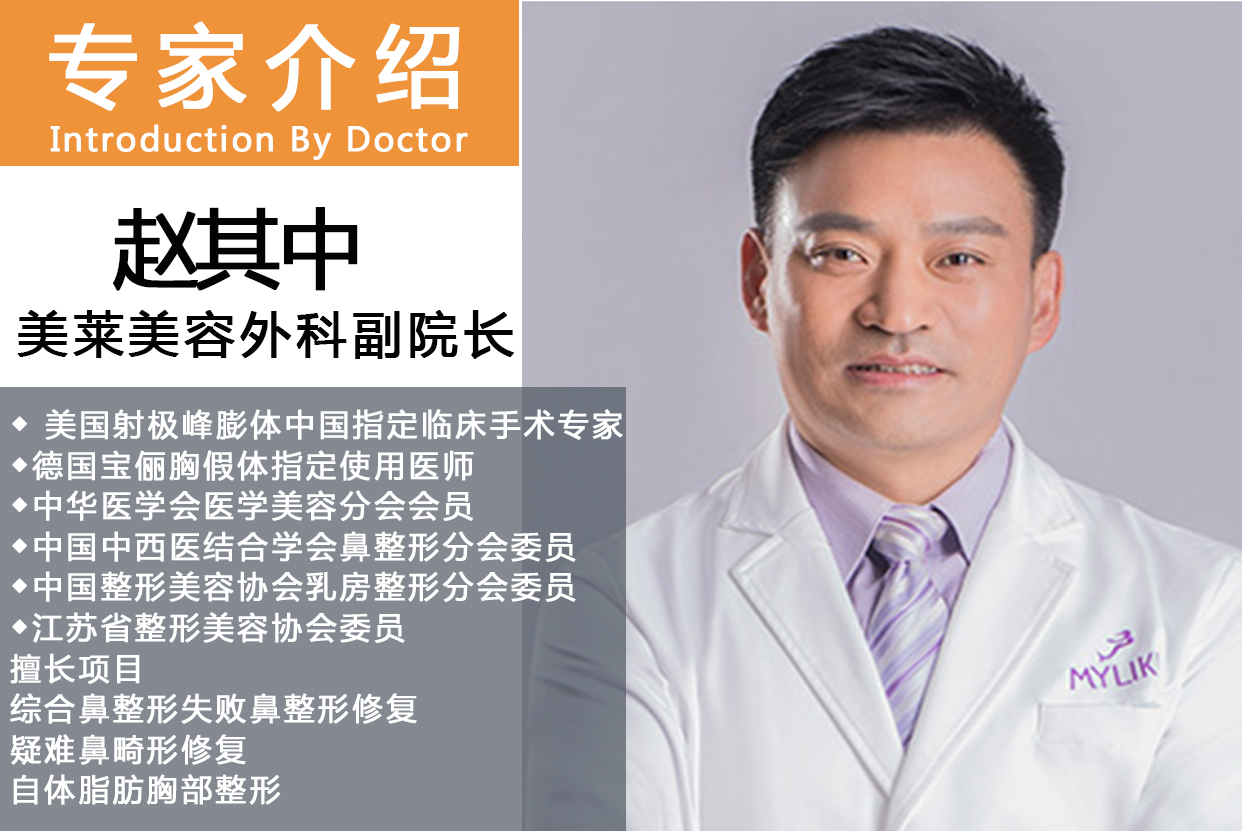 专家介绍
Introduction By Doctor
赵其中
美莱美容外科副院长
◆ 美国射极峰膨体中国指定临床手术专家
◆德国宝俪胸假体指定使用医师
◆中华医学会医学美容分会会员
◆中国中西医结合学会鼻整形分会委员
◆中国整形美容协会乳房整形分会委员
◆江苏省整形美容协会委员
擅长项目
综合鼻整形失败鼻整形修复
疑难鼻畸形修复
自体脂肪胸部整形
MYLIK